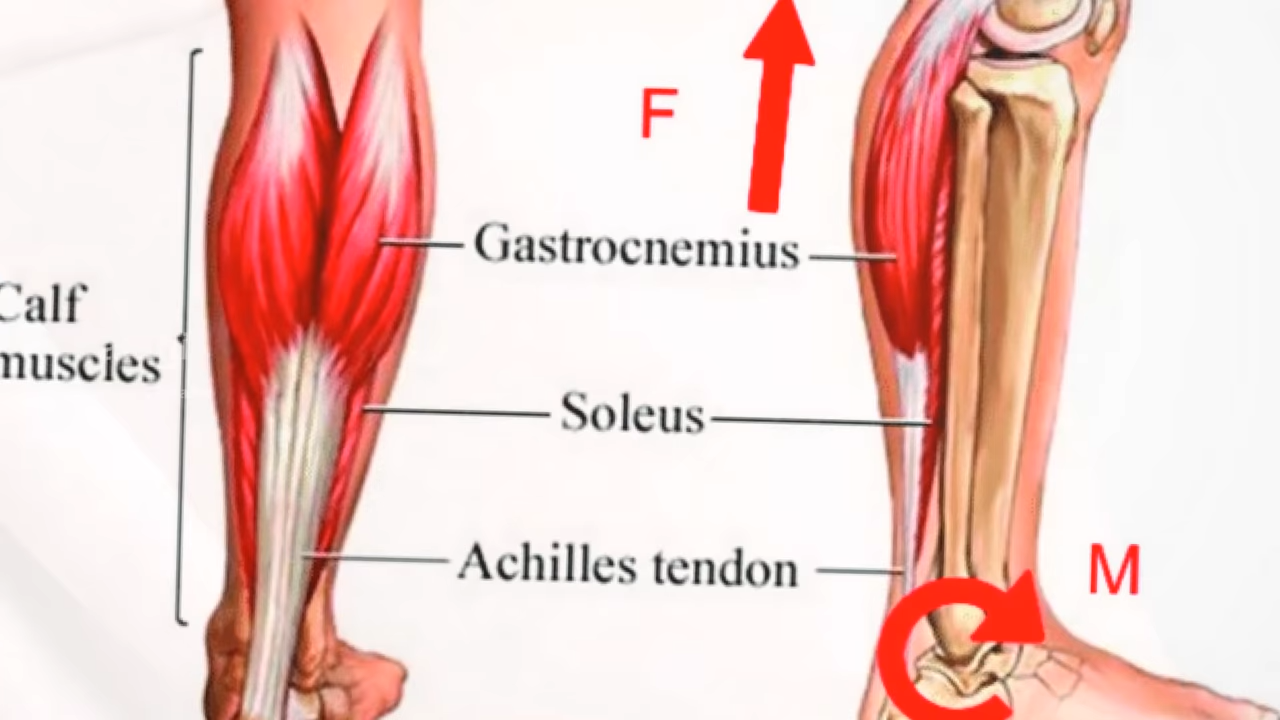 F
Gastrocnemius
Calf
muscles
Soleus
Achilles tendon
M